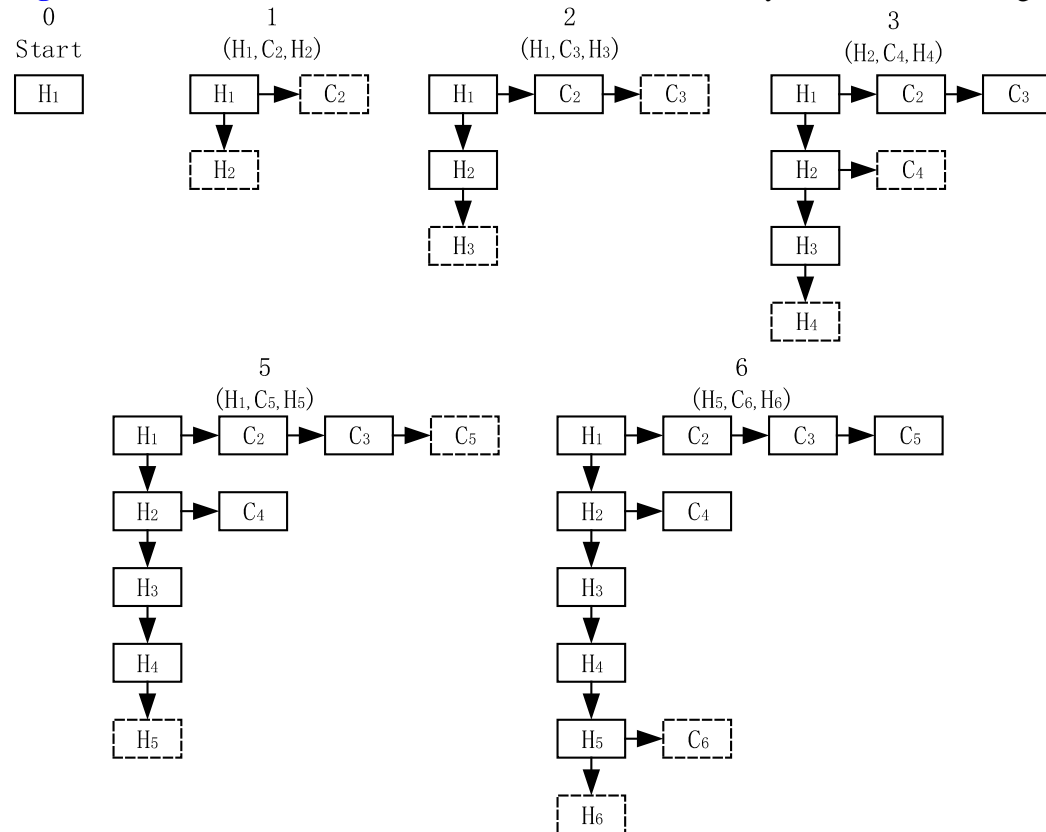 0
Start
H1
1
(H1,C2,H2)
H1 C2
H2
2
(H1,C3,H3)
H1 C2 C3
H2
H3
3
(H2,C4,H4)
H1 C2 C3
H2 C4
H3
H4
5
(H1,C5,H5)
H1 C2 C3 C5
H2 C4
H3
H4
H5
6
(H5,C6,H6)
H1 C2 C3 C5
H2 C4
H3
H4
H5 C6
H6